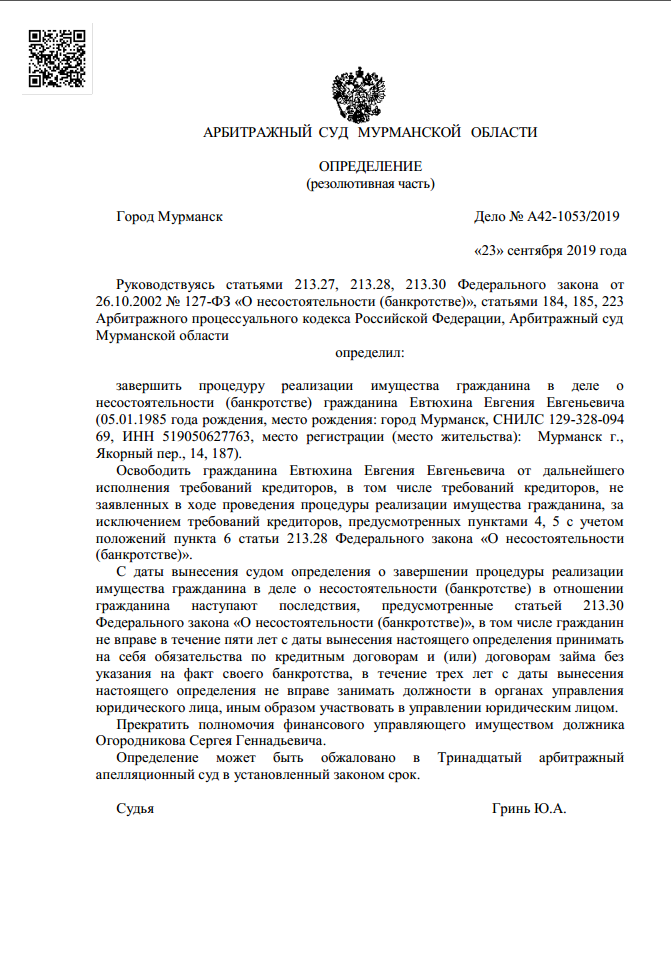 АРБИТРАЖНЫЙ СУД МУРМАНСКОЙ ОБЛАСТИ
ОПРЕДЕЛЕНИЕ
(резолютивная часть)
Город Мурманск Дело № А42-1053/2019
«23» сентября 2019 года
Руководствуясь статьями 213.27, 213.28, 213.30 Федерального закона от
26.10.2002 № 127-ФЗ «О несостоятельности (банкротстве)», статьями 184, 185, 223
Арбитражного процессуального кодекса Российской Федерации, Арбитражный суд
Мурманской области
определил:
завершить процедуру реализации имущества гражданина в деле о
несостоятельности (банкротстве) гражданина Евтюхина Евгения Евгеньевича
(05.01.1985 года рождения, место рождения: город Мурманск, СНИЛС 129-328-094
69, ИНН 519050627763, место регистрации (место жительства): Мурманск г.,
Якорный пер., 14, 187).
Освободить гражданина Евтюхина Евгения Евгеньевича от дальнейшего
исполнения требований кредиторов, в том числе требований кредиторов, не
заявленных в ходе проведения процедуры реализации имущества гражданина, за
исключением требований кредиторов, предусмотренных пунктами 4, 5 с учетом
положений пункта 6 статьи 213.28 Федерального закона «О несостоятельности
(банкротстве)».
С даты вынесения судом определения о завершении процедуры реализации
имущества гражданина в деле о несостоятельности (банкротстве) в отношении
гражданина наступают последствия, предусмотренные статьей 213.30
Федерального закона «О несостоятельности (банкротстве)», в том числе гражданин
не вправе в течение пяти лет с даты вынесения настоящего определения принимать
на себя обязательства по кредитным договорам и (или) договорам займа без
указания на факт своего банкротства, в течение трех лет с даты вынесения
настоящего определения не вправе занимать должности в органах управления
юридического лица, иным образом участвовать в управлении юридическим лицом.
Прекратить полномочия финансового управляющего имуществом должника
Огородникова Сергея Геннадьевича.
Определение может быть обжаловано в Тринадцатый арбитражный
апелляционный суд в установленный законом срок.
Судья Гринь Ю.А.